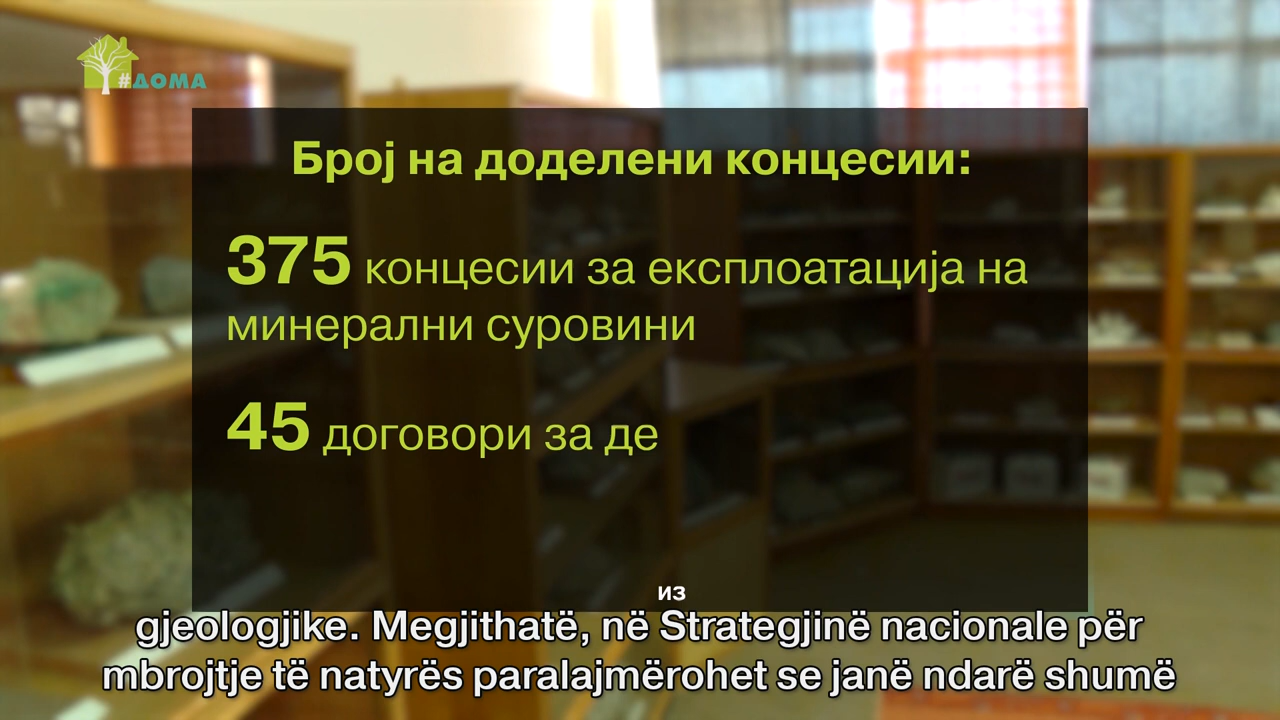 #ДОМА
Број на доделени концесии:
375 концесии за експлоатација на
минерални суровини
45 договори за де
из
gjeologjike. Megjithatë, në Strategjinë nacionale për
mbrojtje të natyrës paralajmërohet se janë ndarë shumë